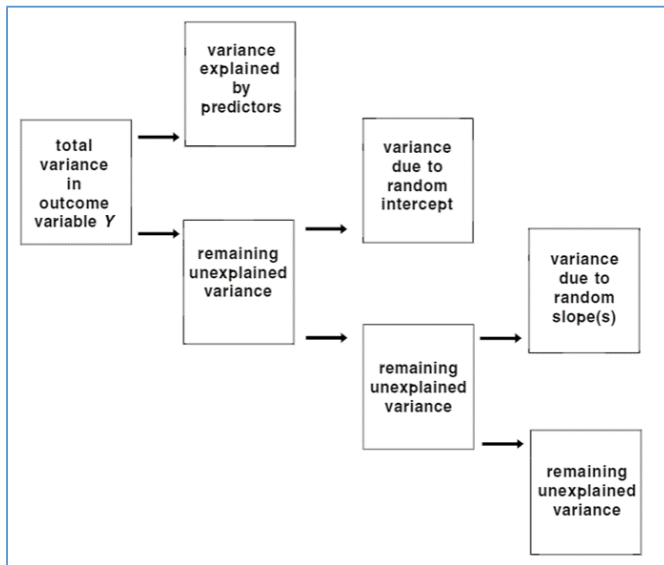 variance
explained
by
predictors
total
variance
in
outcome
variable Y
variance
due to
random
intercept
remaining
unexplained
variance
variance
due to
random
slope(s)
remaining
unexplained
variance
remaining
unexplained
variance